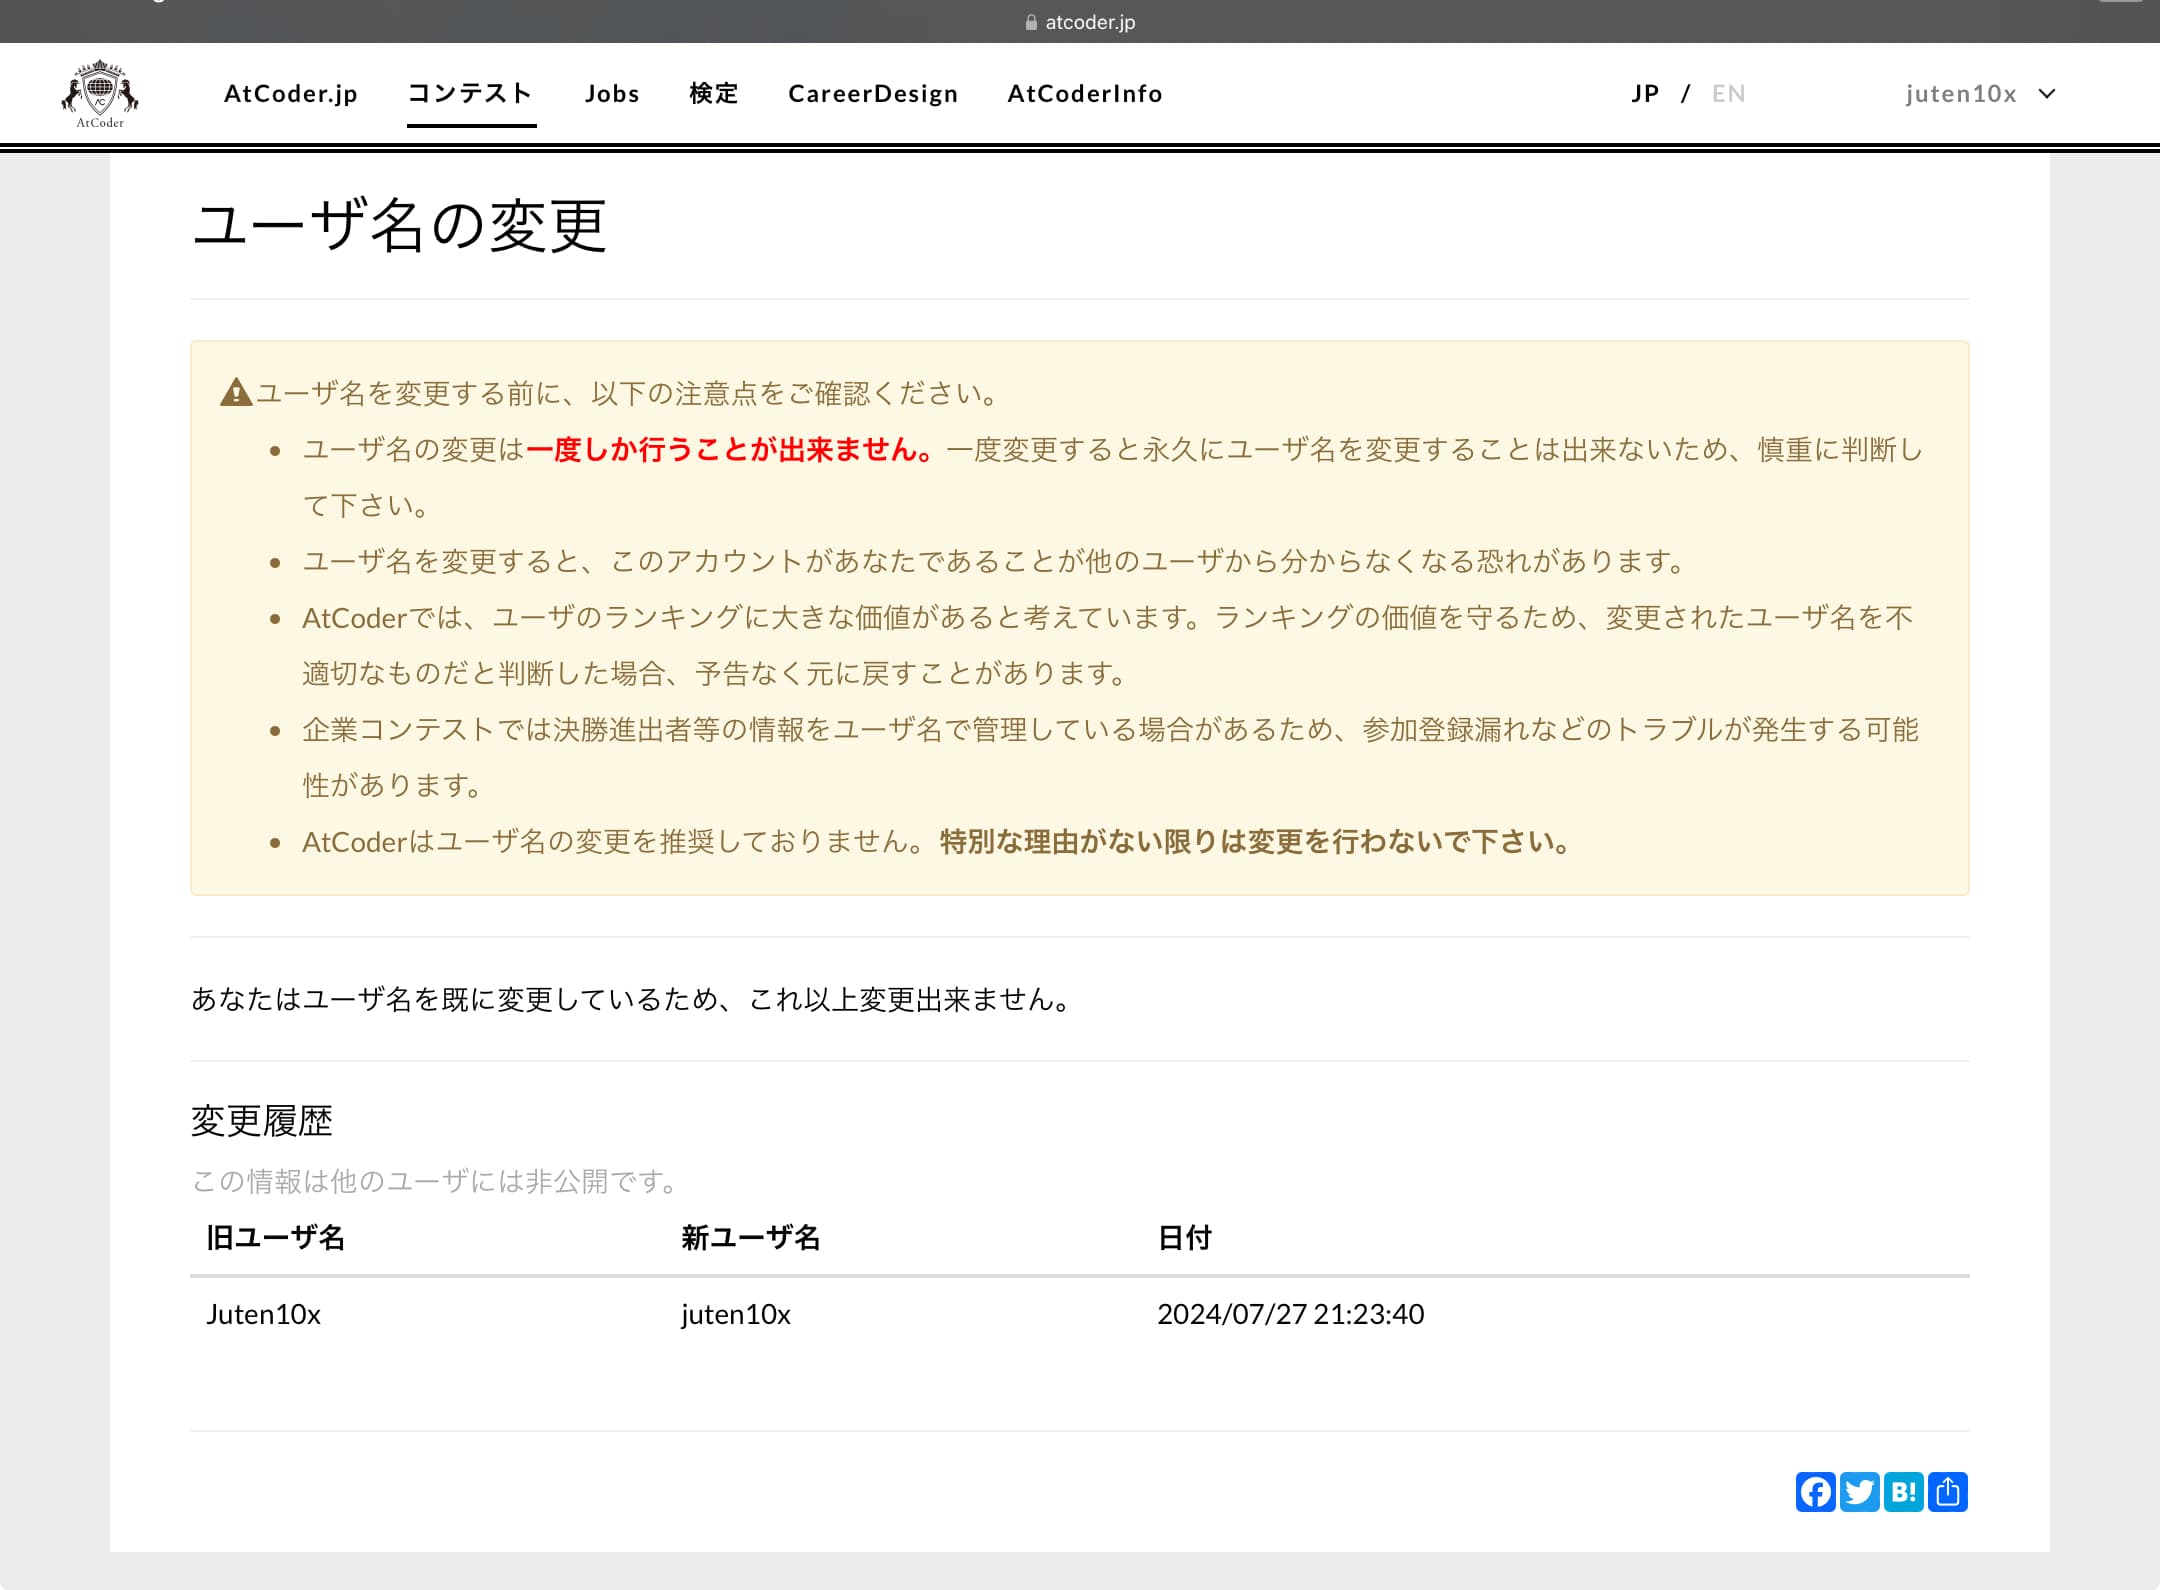 atcoder.jp
AtCoder
AtCoder.jp コンテスト Jobs 検定 CareerDesign AtCoderInfo JP / EN juten10x
ユーザ名の変更
ユーザ名を変更する前に、以下の注意点をご確認ください。
ユーザ名の変更は一度しか行うことが出来ません。一度変更すると永久にユーザ名を変更することは出来ないため、慎重に判断し
て下さい。
ユーザ名を変更すると、このアカウントがあなたであることが他のユーザから分からなくなる恐れがあります。
AtCoderでは、ユーザのランキングに大きな価値があると考えています。ランキングの価値を守るため、変更されたユーザ名を不
適切なものだと判断した場合、予告なく元に戻すことがあります。
企業コンテストでは決勝進出者等の情報をユーザ名で管理している場合があるため、参加登録漏れなどのトラブルが発生する可能
性があります。
AtCoderはユーザ名の変更を推奨しておりません。特別な理由がない限りは変更を行わないで下さい。
あなたはユーザ名を既に変更しているため、これ以上変更出来ません。
変更履歴
この情報は他のユーザには非公開です。
旧ユーザ名 新ユーザ名 日付
Juten10x juten10x 2024/07/27 21:23:40
B!